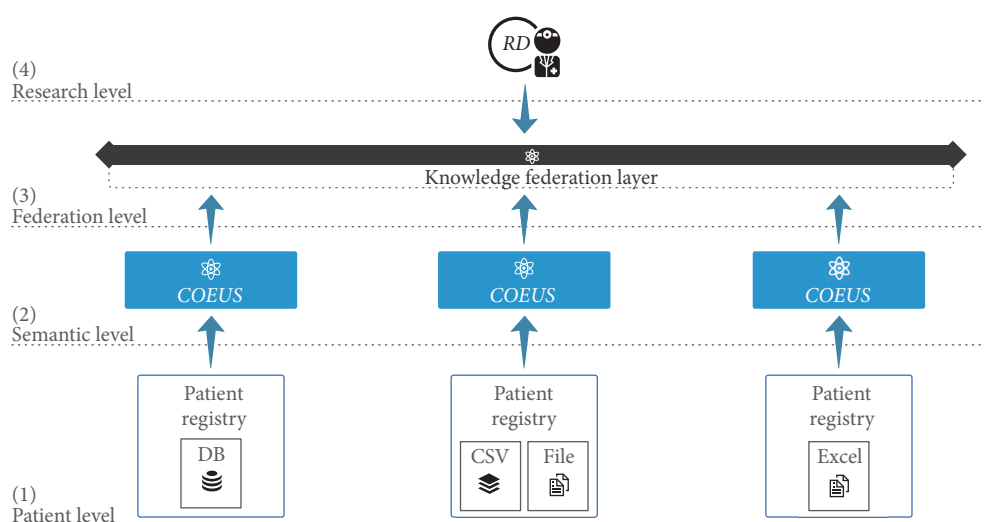 RD
(4)
Research level
Knowledge federation layer
(3)
Federation level
COEUS
COEUS
COEUS
(2)
Semantic level
Patient
registry
DB
Patient
registry
CSV
File
Patient
registry
Excel
(1)
Patient level